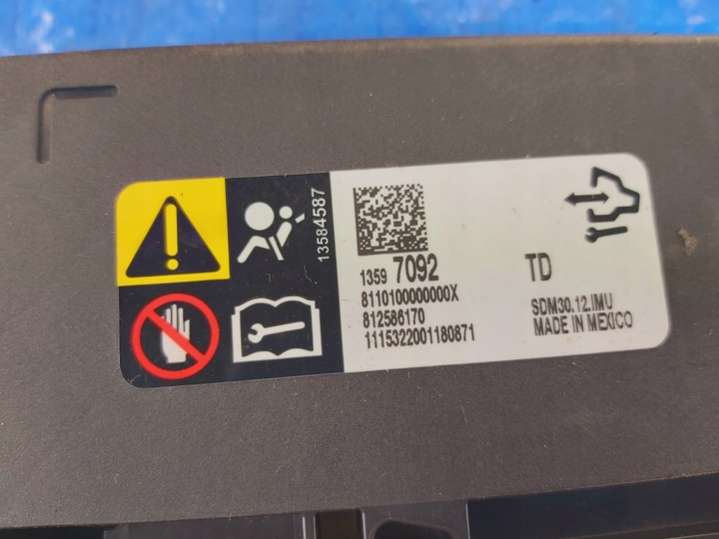 13584587
1359 7092 TD
8110100000000X
812586170
1115322001180871
SDM30.12.IMU
MADE IN MEXICO